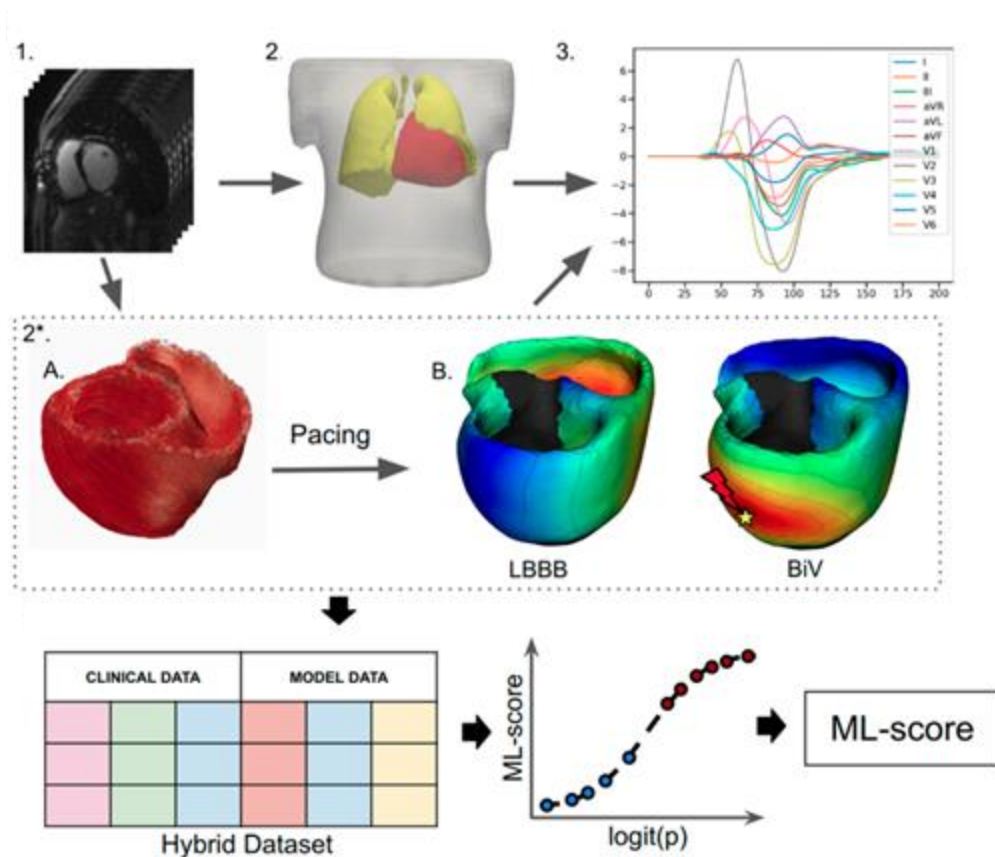 1.
2.
3.
6
4
2
0
−2
−4
−6
−8
0
25
50
75
100
125
150
175
200
I
II
III
aVR
aVL
aVF
V1
V2
V3
V4
V5
V6
2*.
A.
Pacing
B.
LBBB
BiV
CLINICAL DATA
MODEL DATA
Hybrid Dataset
ML-score
logit(p)
ML-score